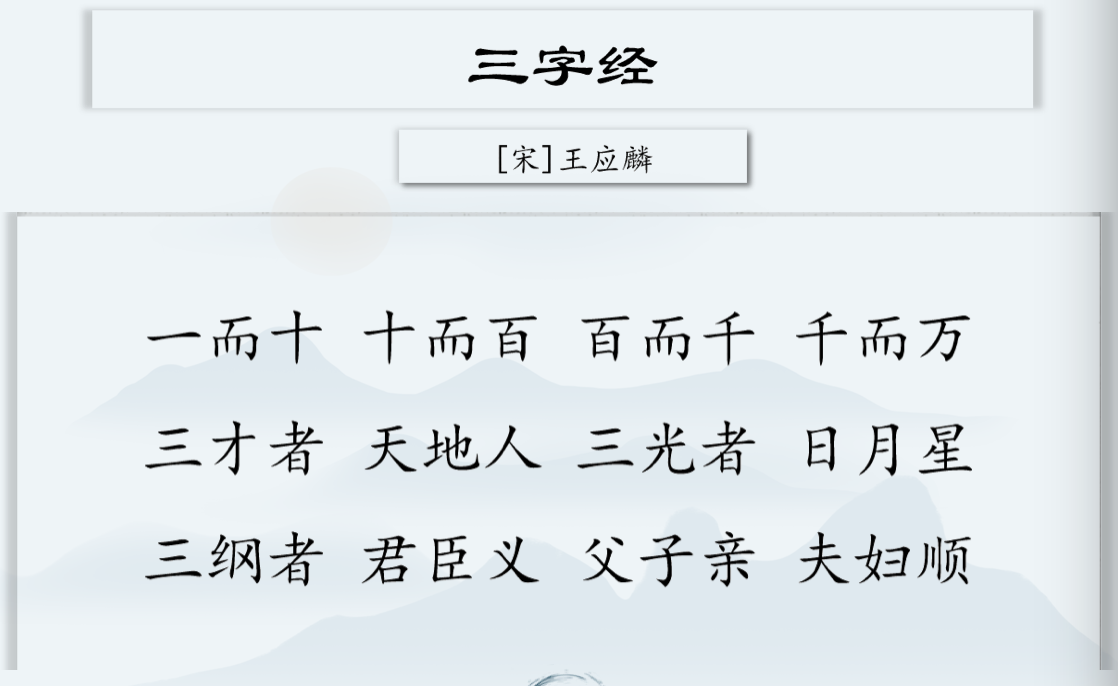 三字经
[宋]王应麟
一而十 十而百 百而千 千而万
三才者 天地人 三光者 日月星
三纲者 君臣义 父子亲 夫妇顺